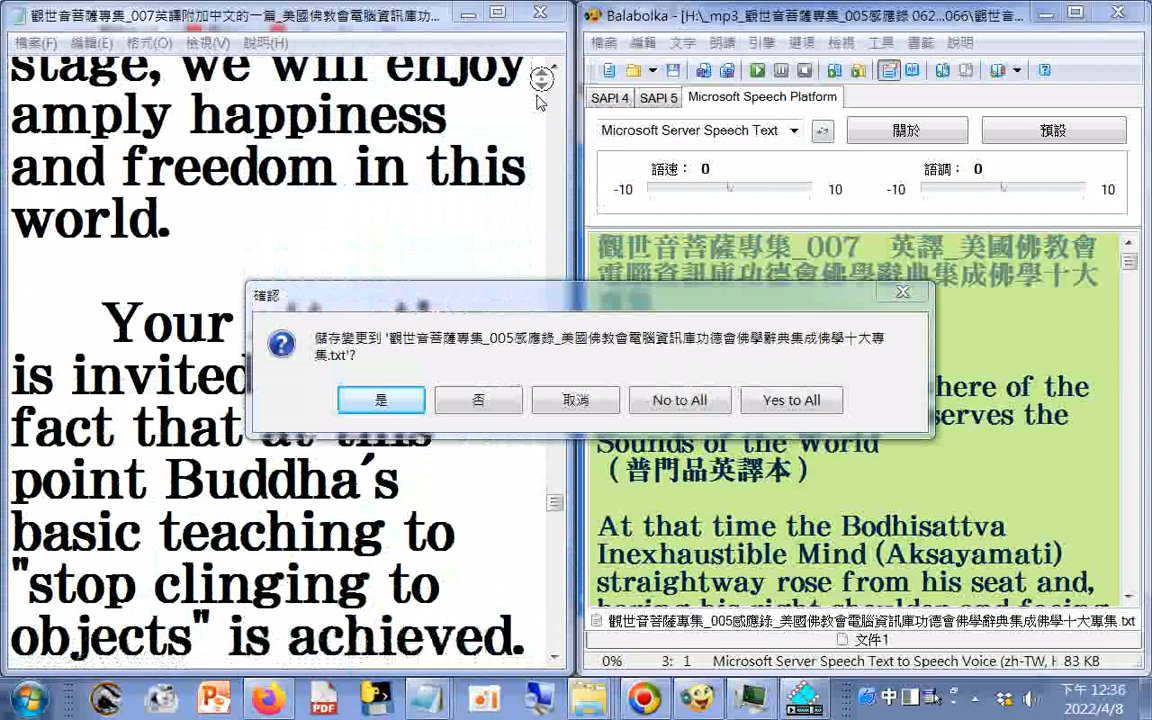 觀世音菩薩專集_007英譯附加中文的一篇_美國佛教會電腦資訊庫功...
檔案(F) 編輯(E) 格式(O) 檢視(V) 說明(H)
stage, we will enjoy
amply happiness
and freedom in this
world.
Your
is invited
fact that at this
point Buddha's
basic teaching to
"stop clinging to
objects" is achieved.
Balabolka - [H:\_mp3_觀世音菩薩專集_005感應錄 062...066\觀世音...
檔案 編輯 文字 朗讀 引擎 選項 檢視 工具 書籤 說明
SAPI 4 SAPI 5 Microsoft Speech Platform
Microsoft Server Speech Text 關於 預設
語速： 0 語調： 0
-10 10 -10 10
觀世音菩薩專集_007 英譯_美國佛教會
電腦資訊庫功德會佛學辭典集成佛學十大
here of the
serves the
Sounds of the World
（普門品英譯本）
At that time the Bodhisattva
Inexhaustible Mind (Aksayamati)
straightway rose from his seat and,
baring his right shoulder and facing
觀世音菩薩專集_005感應錄_美國佛教會電腦資訊庫功德會佛學辭典集成佛學十大專集.txt
文件1
0% 3: 1 Microsoft Server Speech Text to Speech Voice (zh-TW, H 83 KB
確認
儲存變更到 '觀世音菩薩專集_005感應錄_美國佛教會電腦資訊庫功德會佛學辭典集成佛學十大專
集.txt'?
是 否 取消 No to All Yes to All
中
下午 12:36
2022/4/8